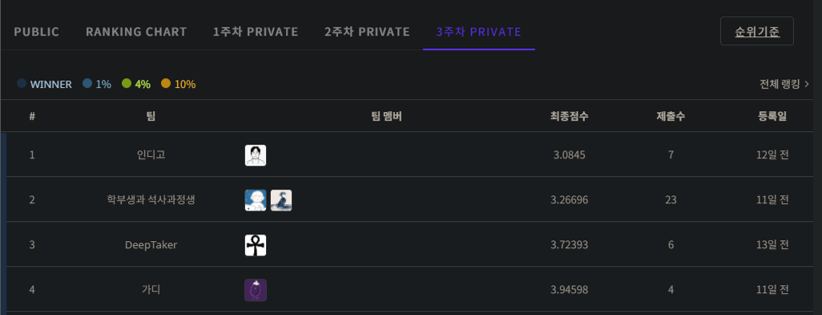 PUBLIC RANKING CHART 1주차 PRIVATE 2주차 PRIVATE 3주차 PRIVATE 순위기준
WINNER 1% 4% 10% 전체 랭킹 >
# 팀 팀 멤버 최종점수 제출수 등록일
1 인디고 3.0845 7 12일 전
2 학부생과 석사과정생 3.26696 23 11일 전
3 DeepTaker 3.72393 6 13일 전
4 가디 3.94598 4 11일 전